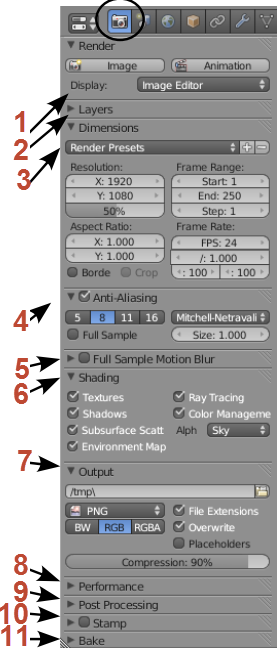 Render
Image
Animation
Display:
Image Editor
1
Layers
2
Dimensions
3
Render Presets
Resolution:
Frame Range:
X: 1920
Start: 1
Y: 1080
End: 250
50%
Step: 1
Aspect Ratio:
Frame Rate:
X: 1.000
FPS: 24
Y: 1.000
/: 1.000
Borde
Crop
: 100
: 100
4
Anti-Aliasing
5
8
11
16
Mitchell-Netravali
Full Sample
Size: 1.000
5
Full Sample Motion Blur
6
Shading
Textures
Ray Tracing
Shadows
Color Manageme
Subsurface Scatt
Alph
Sky
Environment Map
7
Output
/tmp\
PNG
File Extensions
BW
RGB
RGBA
Overwrite
Placeholders
Compression: 90%
8
Performance
9
Post Processing
10
Stamp
11
Bake